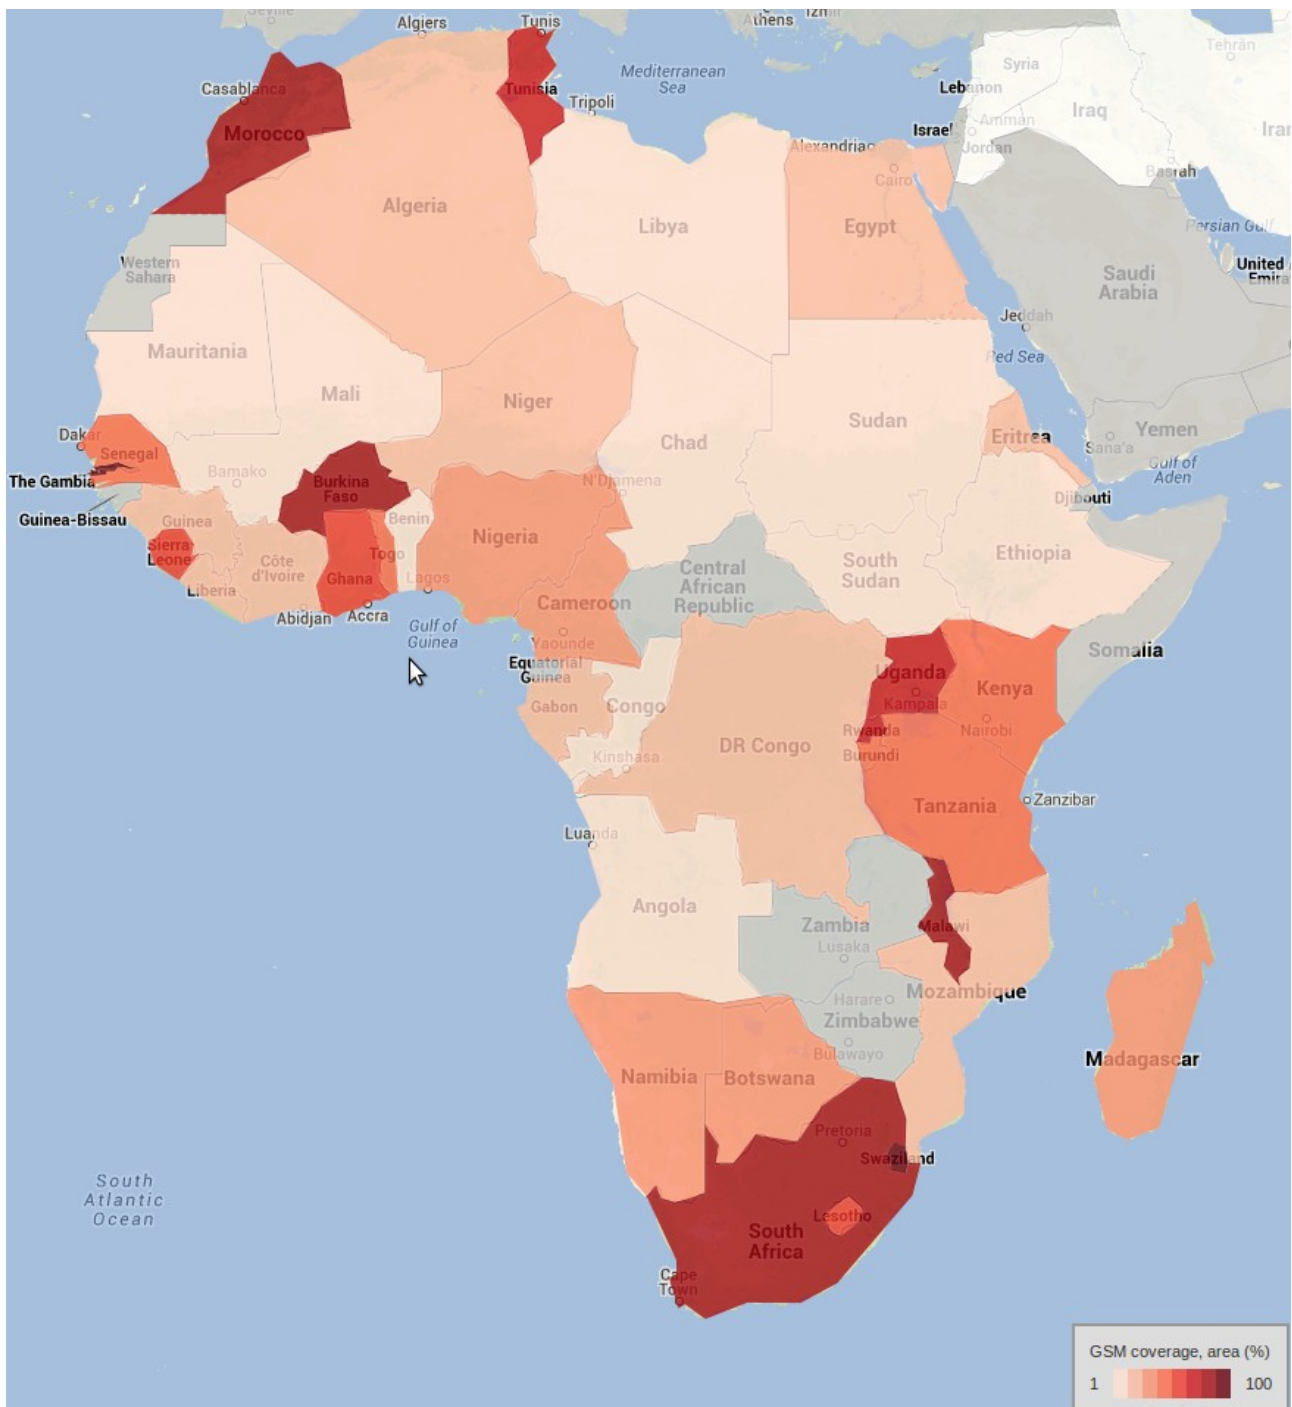 Seville
Algiers
Tunis
Athens
Izmir
Tehran
Mediterranean
Sea
Syria
Lebanon
Casablanca
Tunisia
Tripoli
Iraq
Amman
Morocco
Israel
Iran
Alexandria
Jordan
Cairo
Basrah
Algeria
Libya
Egypt
Persian Gulf
Western
Sahara
United
Saudi
Arabia
Jeddah
Mauritania
Red Sea
Mali
Niger
Sudan
Dakar
Chad
Eritrea
Yemen
Senegal
Sana'a
Gulf of
Aden
Bamako
The Gambia
Burkina
Faso
N'Djamena
Djibouti
Guinea-Bissau
Guinea
Benin
Nigeria
Sierra
Leone
Côte
d'Ivoire
Togo
Ghana
Lagos
Central
African
Republic
South
Sudan
Ethiopia
Liberia
Abidjan
Accra
Cameroon
Gulf of
Guinea
Yaounde
Somalia
Equatorial
Guinea
Uganda
Kenya
Gabon
Congo
Kampala
Rwanda
Nairobi
DR Congo
Kinshasa
Burundi
Tanzania
Zanzibar
Luanda
Angola
Zambia
Malawi
Lusaka
Mozambique
Harare
Zimbabwe
Bulawayo
Madagascar
Namibia
Botswana
Pretoria
Swaziland
South
Atlantic
Ocean
Lesotho
South
Africa
Cape
Town
GSM coverage, area (%)
1 100